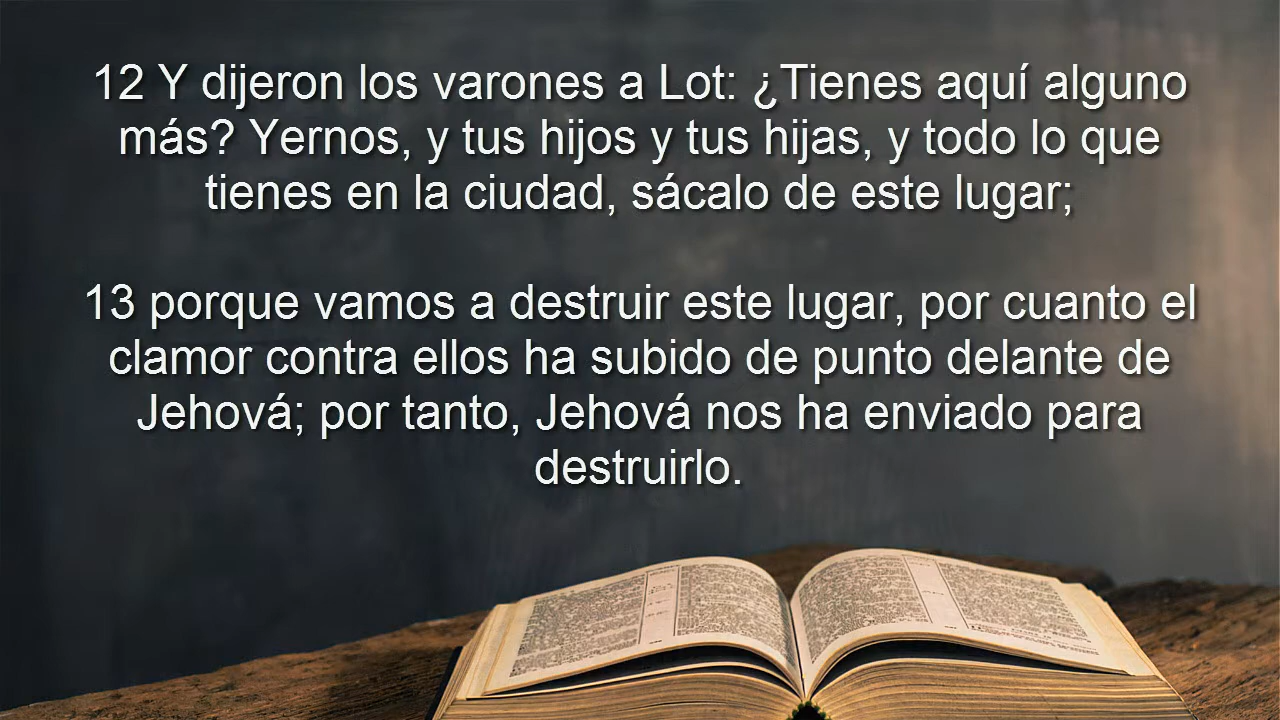 12 Y dijeron los varones a Lot: ¿Tienes aquí alguno
más? Yernos, y tus hijos y tus hijas, y todo lo que
tienes en la ciudad, sácalo de este lugar;
13 porque vamos a destruir este lugar, por cuanto el
clamor contra ellos ha subido de punto delante de
Jehová; por tanto, Jehová nos ha enviado para
destruirlo.